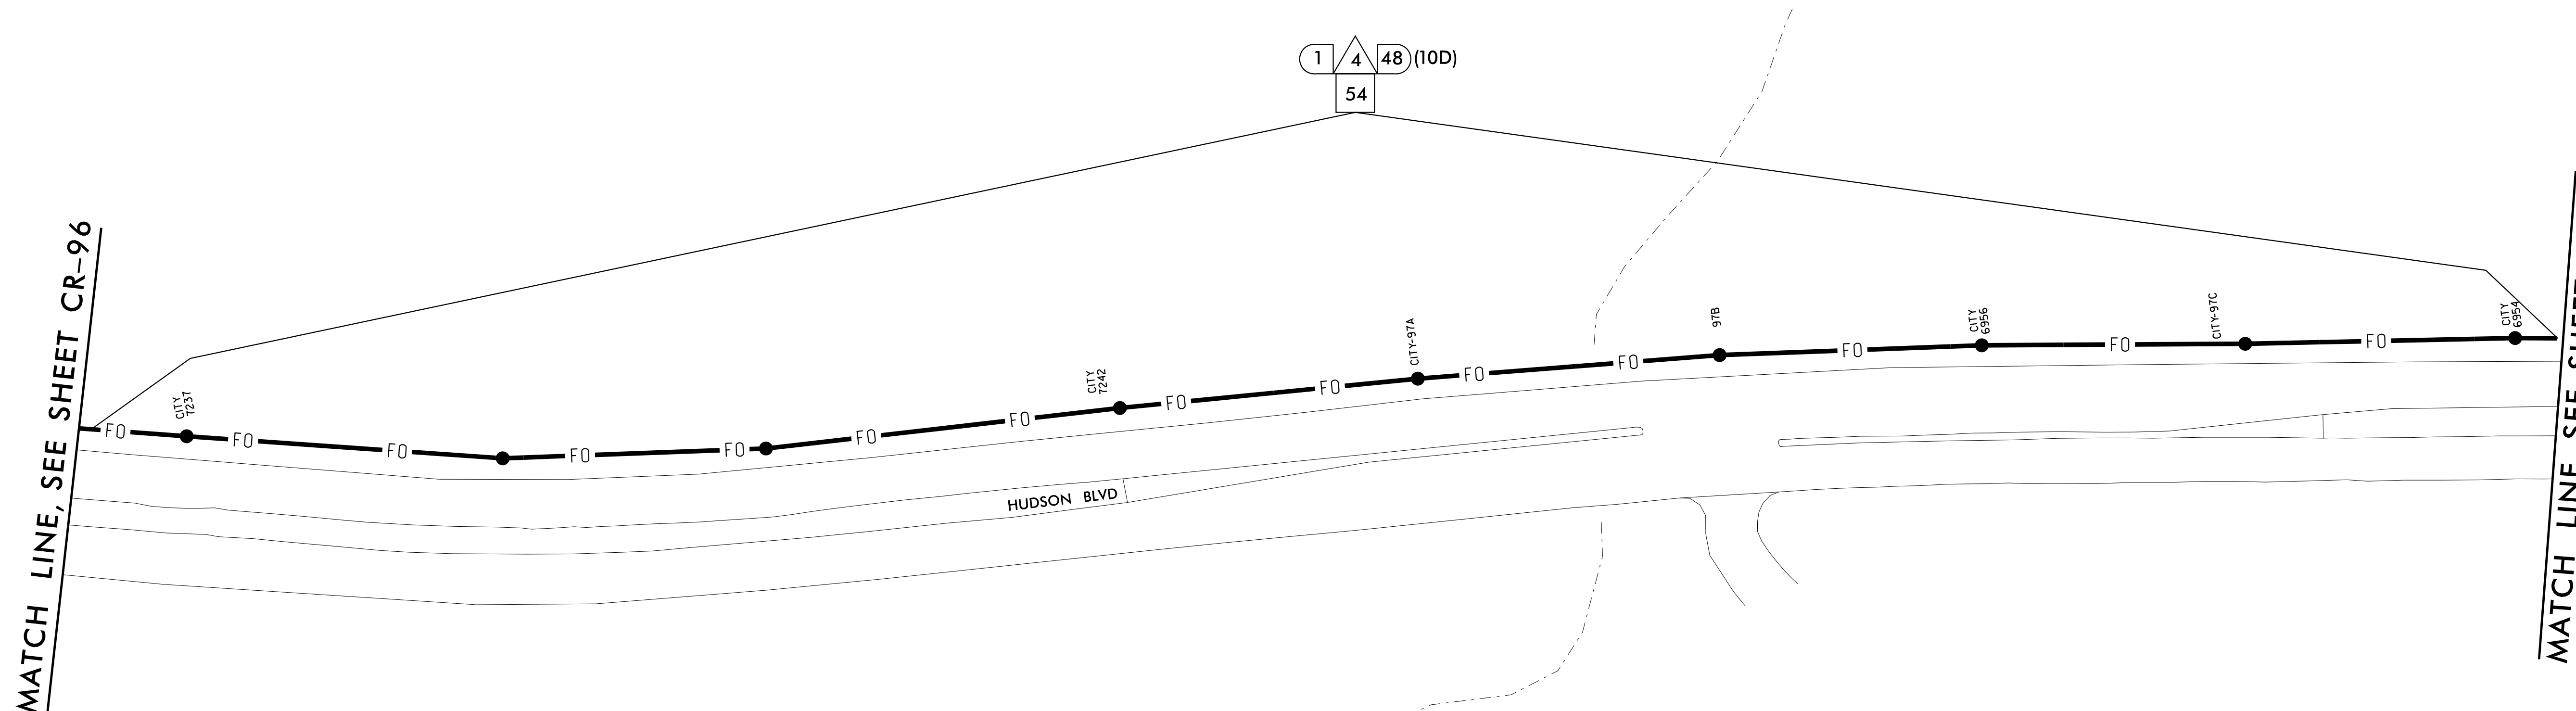 1 4 48 (10D)
54
MATCH LINE, SEE SHEET CR-96
CITY
7237
CITY
7242
CITY-97A
97B
CITY
6956
CITY-97C
CITY
6954
FO FO FO FO FO FO FO FO FO FO FO FO FO FO
HUDSON BLVD
MATCH LINE SEE SHEET